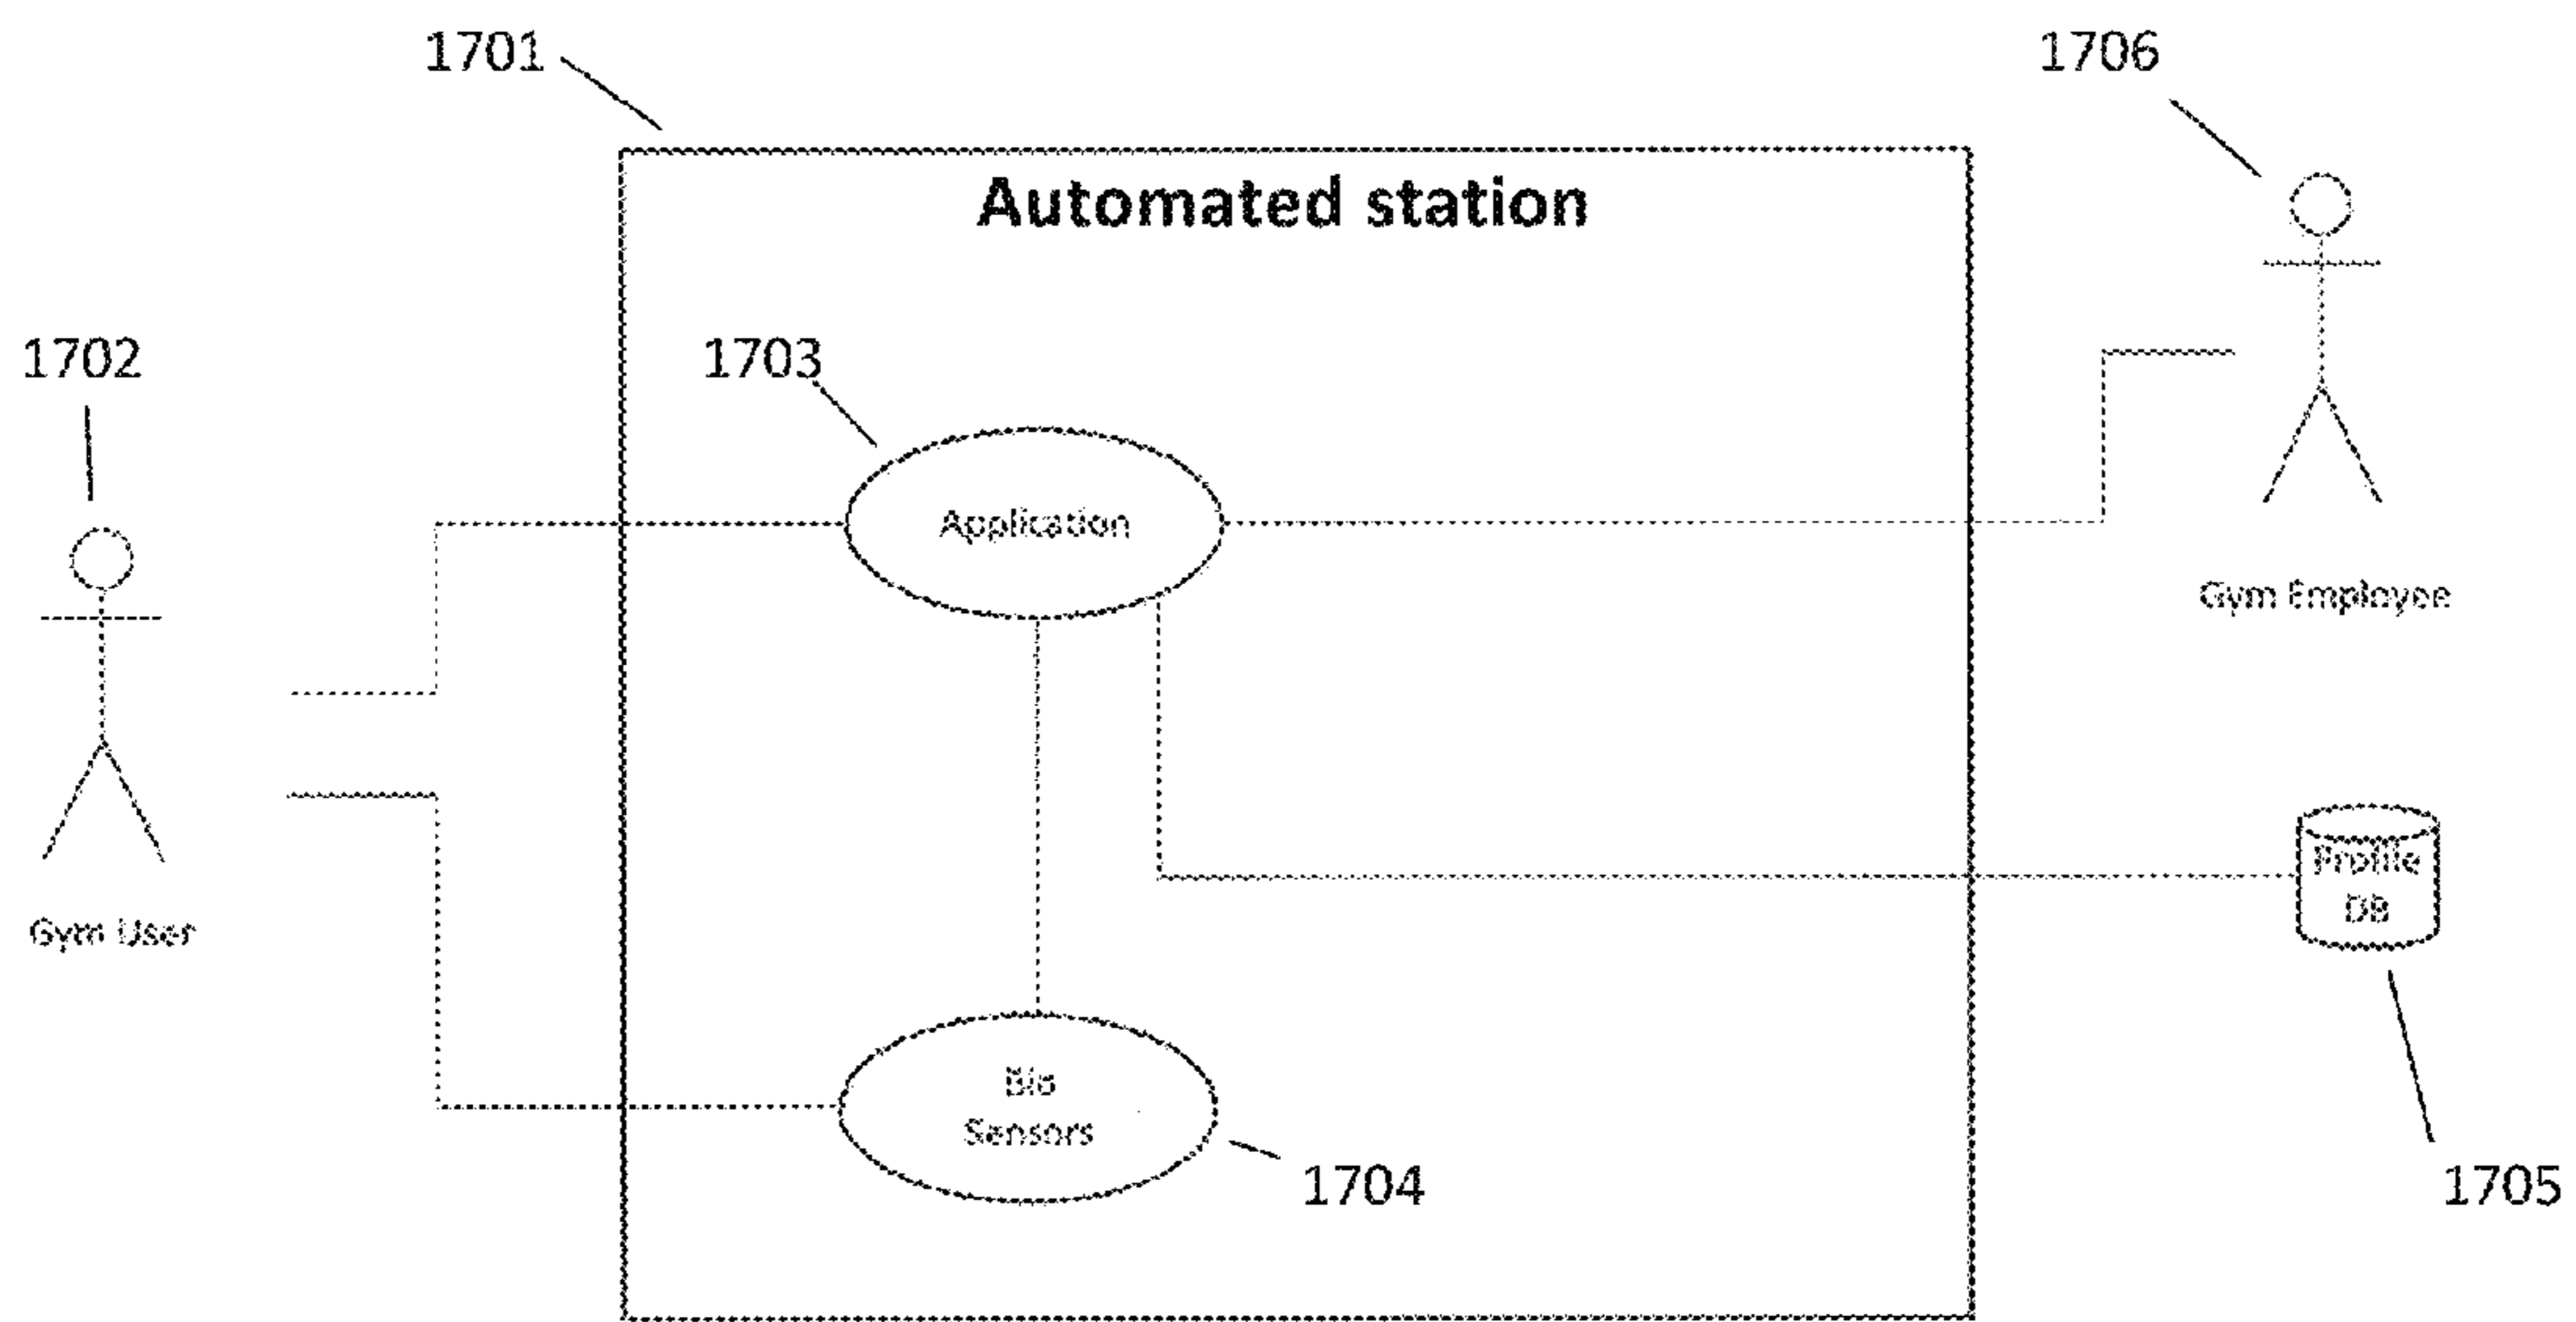 1701
1706
Automated station
1702
1703
Application
Gym Employee
Profile
DB
Gym User
Bio
Sensors
1704
1705